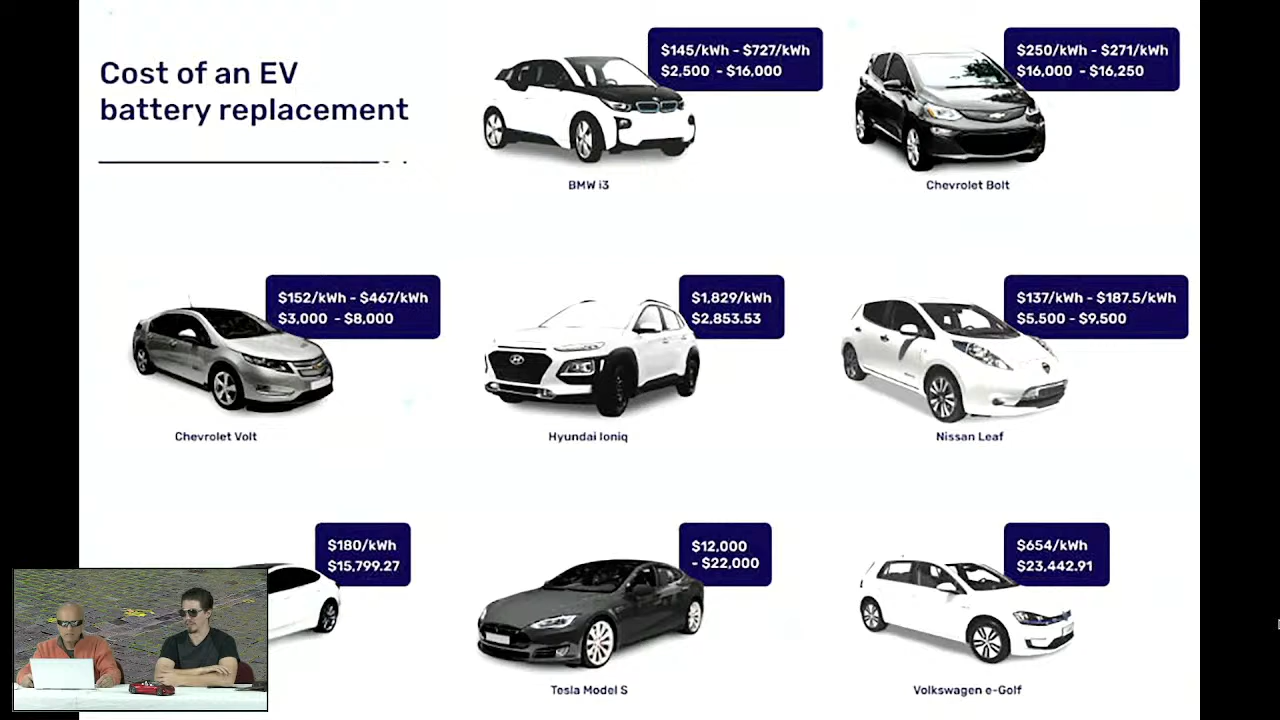 Cost of an EV
battery replacement
$145/kWh - $727/kWh
$2,500 - $16,000
BMW i3
$250/kWh - $271/kWh
$16,000 - $16,250
Chevrolet Bolt
$152/kWh - $467/kWh
$3,000 - $8,000
Chevrolet Volt
$1,829/kWh
$2,853.53
Hyundai Ioniq
$137/kWh - $187.5/kWh
$5,500 - $9,500
Nissan Leaf
$180/kWh
$15,799.27
$12,000
- $22,000
Tesla Model S
$654/kWh
$23,442.91
Volkswagen e-Golf